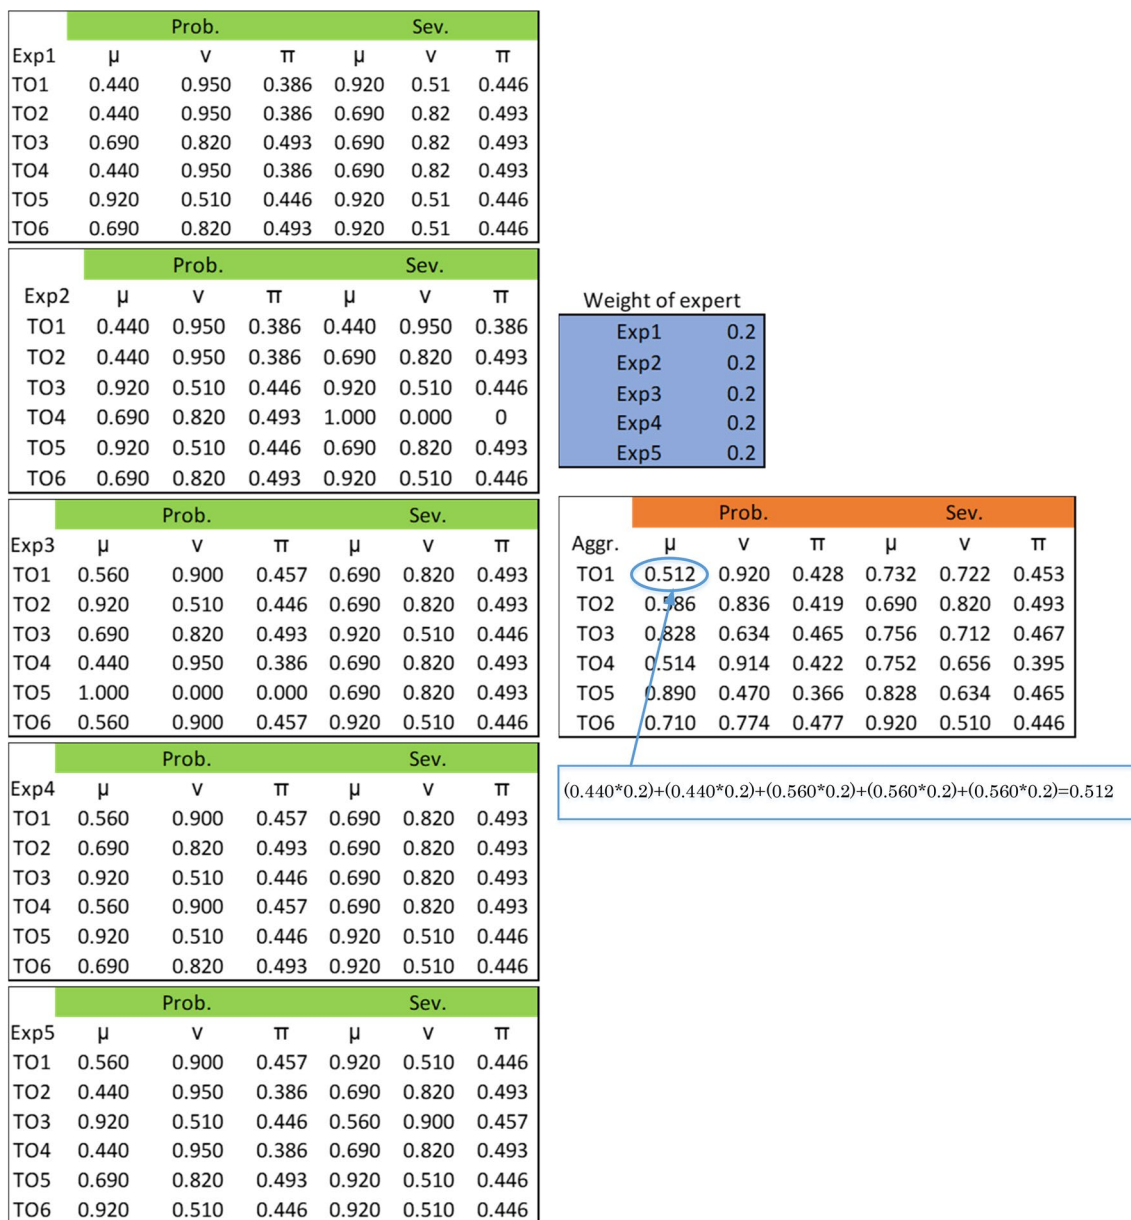 Prob. Sev.
Exp1 μ ν π μ ν π
TO1 0.440 0.950 0.386 0.920 0.51 0.446
TO2 0.440 0.950 0.386 0.690 0.82 0.493
TO3 0.690 0.820 0.493 0.690 0.82 0.493
TO4 0.440 0.950 0.386 0.690 0.82 0.493
TO5 0.920 0.510 0.446 0.920 0.51 0.446
TO6 0.690 0.820 0.493 0.920 0.51 0.446
Prob. Sev.
Exp2 μ ν π μ ν π
TO1 0.440 0.950 0.386 0.440 0.950 0.386
TO2 0.440 0.950 0.386 0.690 0.820 0.493
TO3 0.920 0.510 0.446 0.920 0.510 0.446
TO4 0.690 0.820 0.493 1.000 0.000 0
TO5 0.920 0.510 0.446 0.690 0.820 0.493
TO6 0.690 0.820 0.493 0.920 0.510 0.446
Prob. Sev.
Exp3 μ ν π μ ν π
TO1 0.560 0.900 0.457 0.690 0.820 0.493
TO2 0.920 0.510 0.446 0.690 0.820 0.493
TO3 0.690 0.820 0.493 0.920 0.510 0.446
TO4 0.440 0.950 0.386 0.690 0.820 0.493
TO5 1.000 0.000 0.000 0.690 0.820 0.493
TO6 0.560 0.900 0.457 0.920 0.510 0.446
Prob. Sev.
Exp4 μ ν π μ ν π
TO1 0.560 0.900 0.457 0.690 0.820 0.493
TO2 0.690 0.820 0.493 0.690 0.820 0.493
TO3 0.920 0.510 0.446 0.690 0.820 0.493
TO4 0.560 0.900 0.457 0.690 0.820 0.493
TO5 0.920 0.510 0.446 0.920 0.510 0.446
TO6 0.690 0.820 0.493 0.920 0.510 0.446
Prob. Sev.
Exp5 μ ν π μ ν π
TO1 0.560 0.900 0.457 0.920 0.510 0.446
TO2 0.440 0.950 0.386 0.690 0.820 0.493
TO3 0.920 0.510 0.446 0.560 0.900 0.457
TO4 0.440 0.950 0.386 0.690 0.820 0.493
TO5 0.690 0.820 0.493 0.920 0.510 0.446
TO6 0.920 0.510 0.446 0.920 0.510 0.446
Weight of expert
Exp1 0.2
Exp2 0.2
Exp3 0.2
Exp4 0.2
Exp5 0.2
Prob. Sev.
Aggr. μ ν π μ ν π
TO1 0.512 0.920 0.428 0.732 0.722 0.453
TO2 0.586 0.836 0.419 0.690 0.820 0.493
TO3 0.828 0.634 0.465 0.756 0.712 0.467
TO4 0.514 0.914 0.422 0.752 0.656 0.395
TO5 0.890 0.470 0.366 0.828 0.634 0.465
TO6 0.710 0.774 0.477 0.920 0.510 0.446
(0.440*0.2)+(0.440*0.2)+(0.560*0.2)+(0.560*0.2)+(0.560*0.2)=0.512